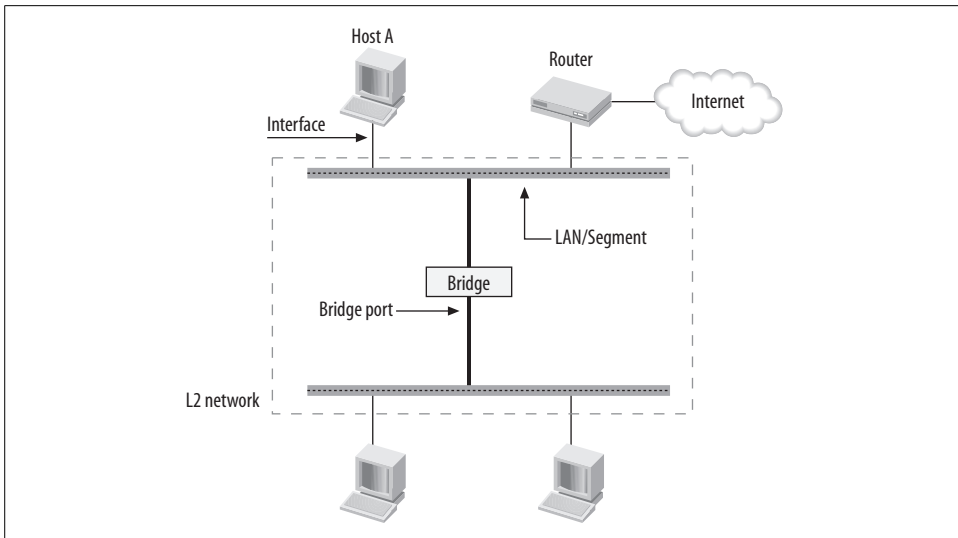 Host A
Router
Internet
Interface
LAN/Segment
Bridge
Bridge port
L2 network